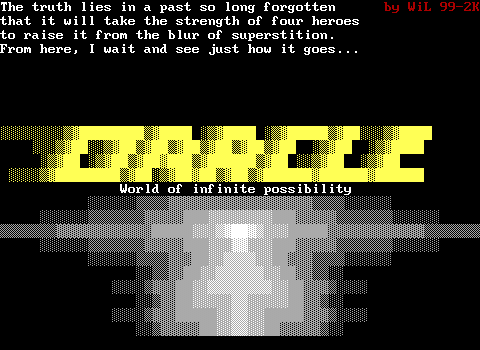 The truth lies in a past so long forgotten
by WiL 99-2K
that it will take the strength of four heroes
to raise it from the blur of superstition.
From here, I wait and see just how it goes...
ORACLE
World of infinite possibility